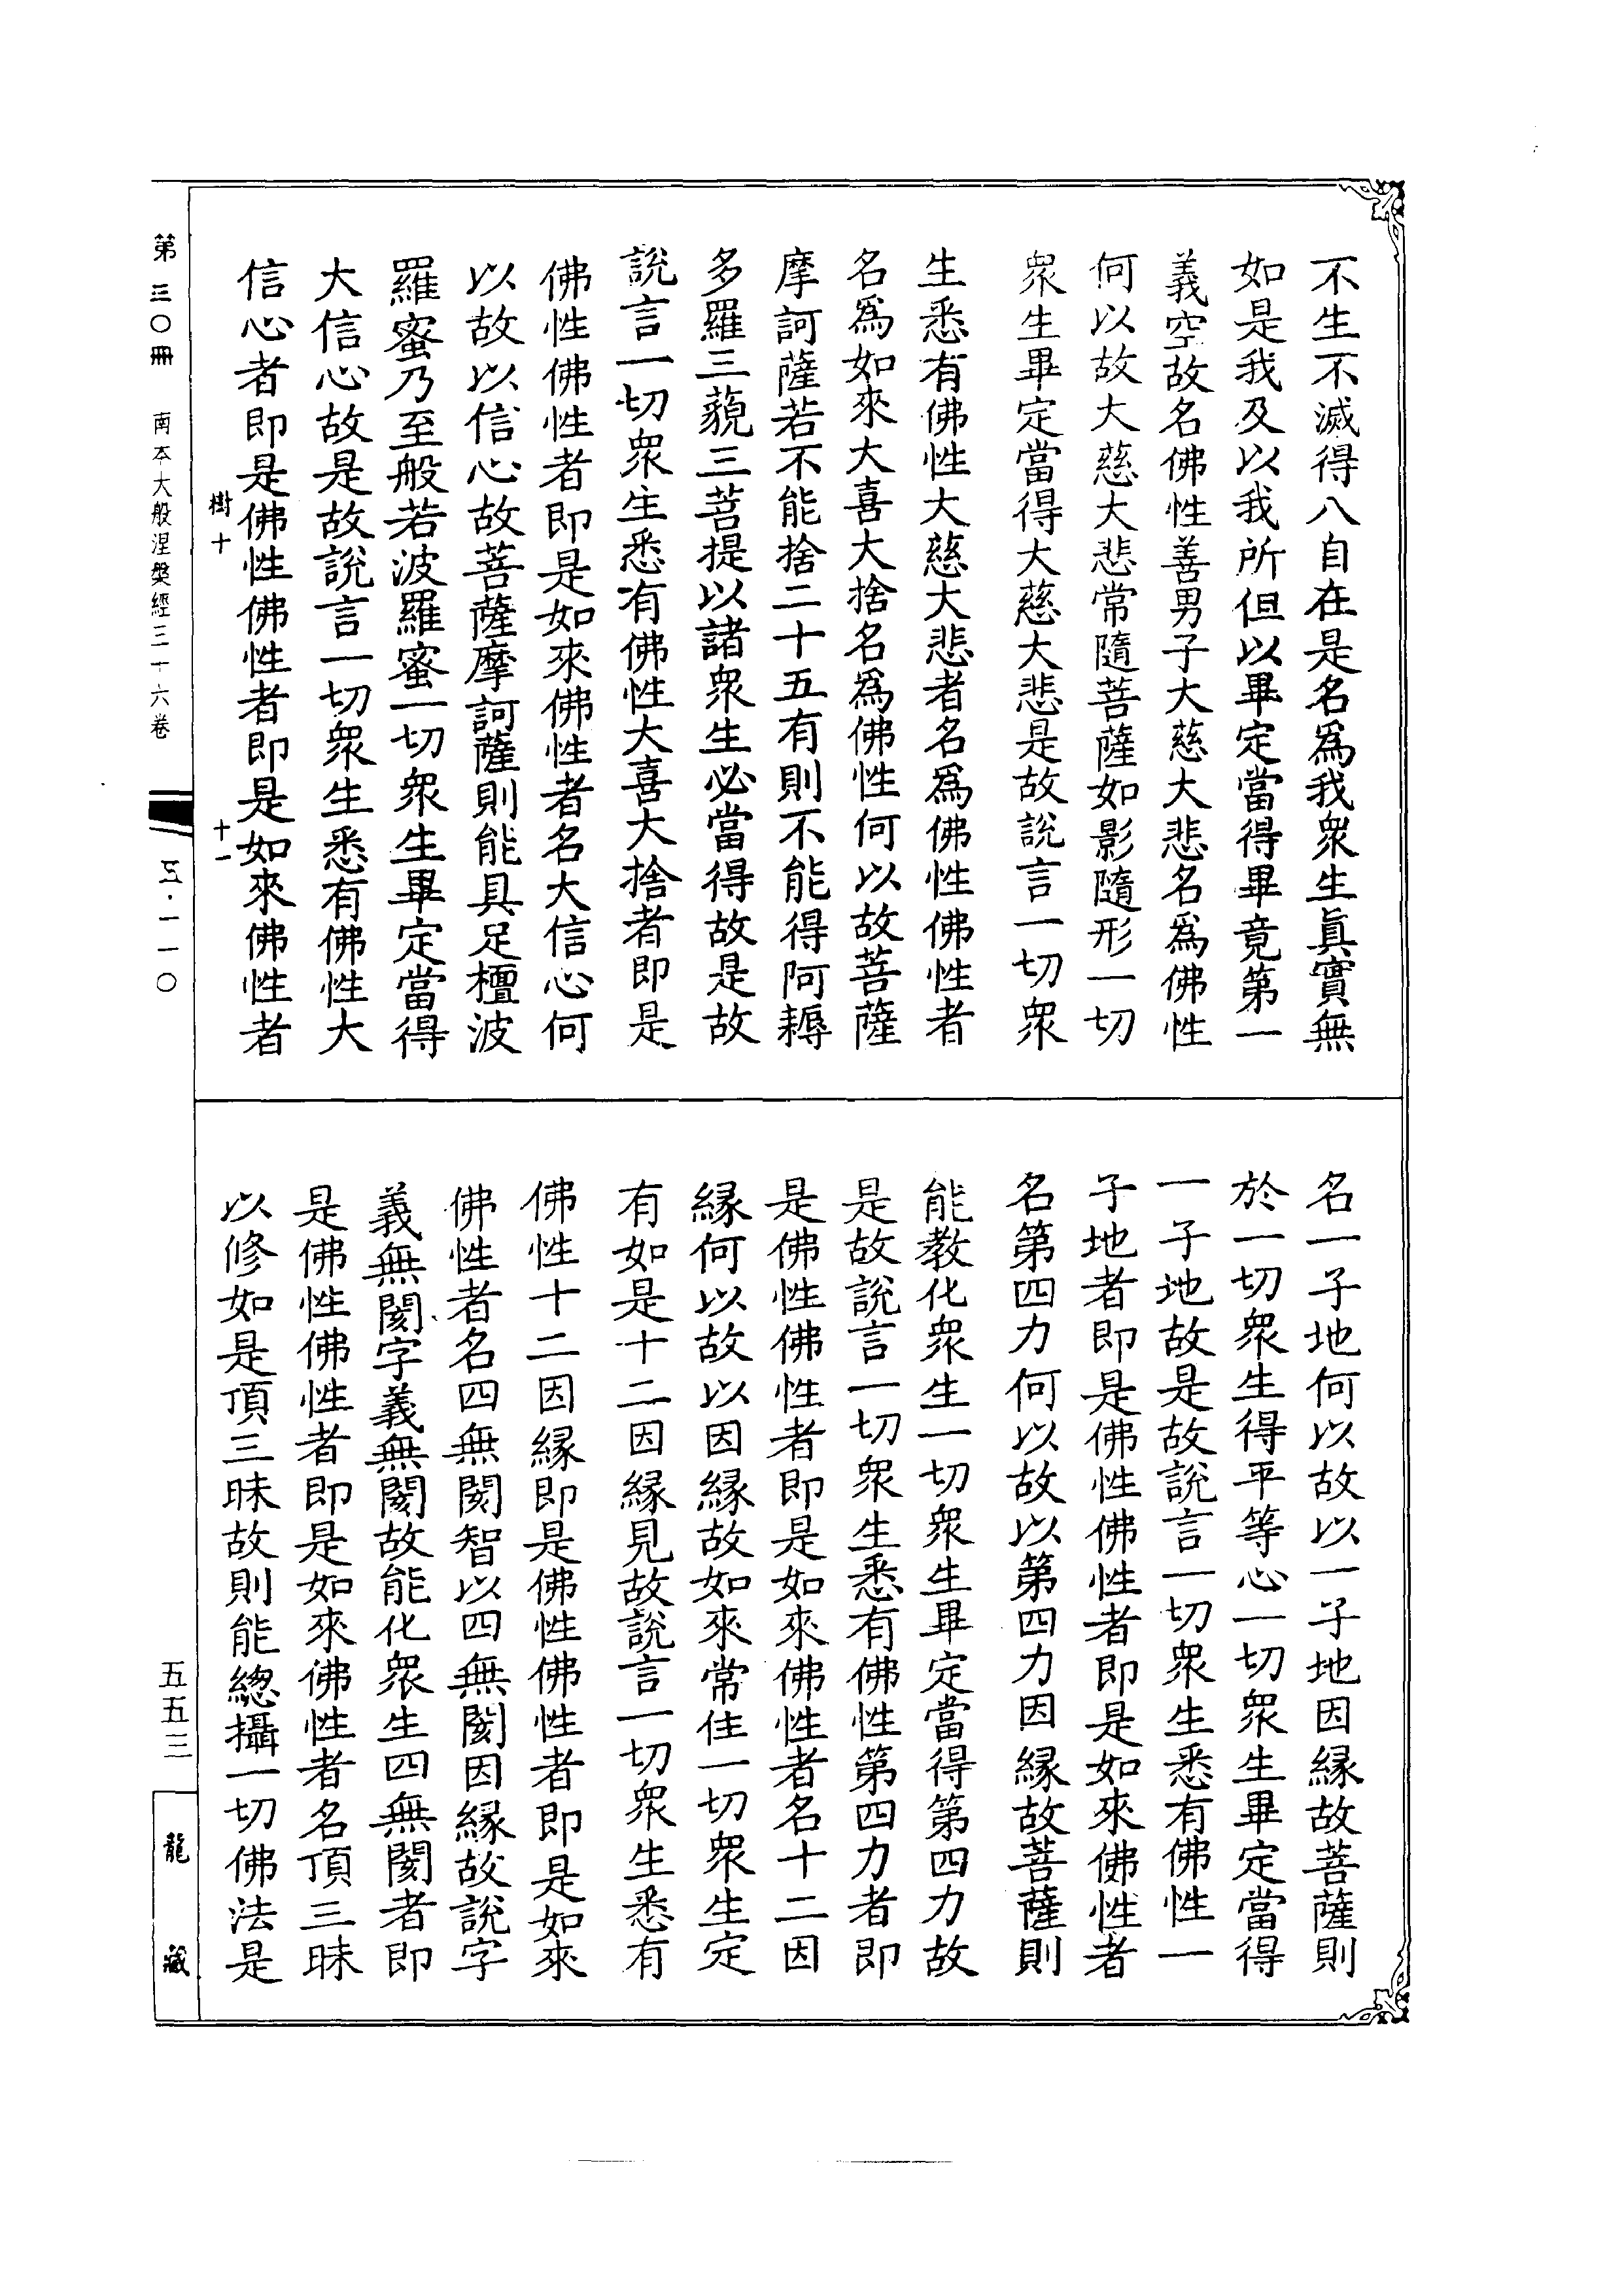 不生不滅得八自在是名爲我衆生眞實無
如是我及以我所但以畢定當得畢竟第一
義空故名佛性善男子大慈大悲名爲佛性
何以故大慈大悲常隨菩薩如影隨形一切
衆生畢定當得大慈大悲是故說言一切衆
生悉有佛性大慈大悲者名爲佛性佛性者
名爲如來大喜大捨名爲佛性何以故菩薩
摩訶薩若不能捨二十五有則不能得阿耨
多羅三藐三菩提以諸衆生必當得故是故
說言一切衆生悉有佛性大喜大捨者即是
佛性佛性者即是如來佛性者名大信心何
以故以信心故菩薩摩訶薩則能具足檀波
羅蜜乃至般若波羅蜜一切衆生畢定當得
大信心故是故說言一切衆生悉有佛性大
信心者即是佛性佛性者即是如來佛性者
樹十 十一
第三〇冊 南本大般涅槃經三十六卷 五·一一〇
名一子地何以故以一子地因緣故菩薩則
於一切衆生得平等心一切衆生畢定當得
一子地故是故說言一切衆生悉有佛性一
子地者即是佛性佛性者即是如來佛性者
名第四力何以故以第四力因緣故菩薩則
能教化衆生一切衆生畢定當得第四力故
是故說言一切衆生悉有佛性第四力者即
是佛性佛性者即是如來佛性者名十二因
緣何以故以因緣故如來常住一切衆生定
有如是十二因緣見故說言一切衆生悉有
佛性十二因緣即是佛性佛性者即是如來
佛性者名四無閡智以四無閡因緣故說字
義無閡字義無閡故能化衆生四無閡者即
是佛性佛性者即是如來佛性者名頂三昧
以修如是頂三昧故則能總攝一切佛法是
五五三
龍藏